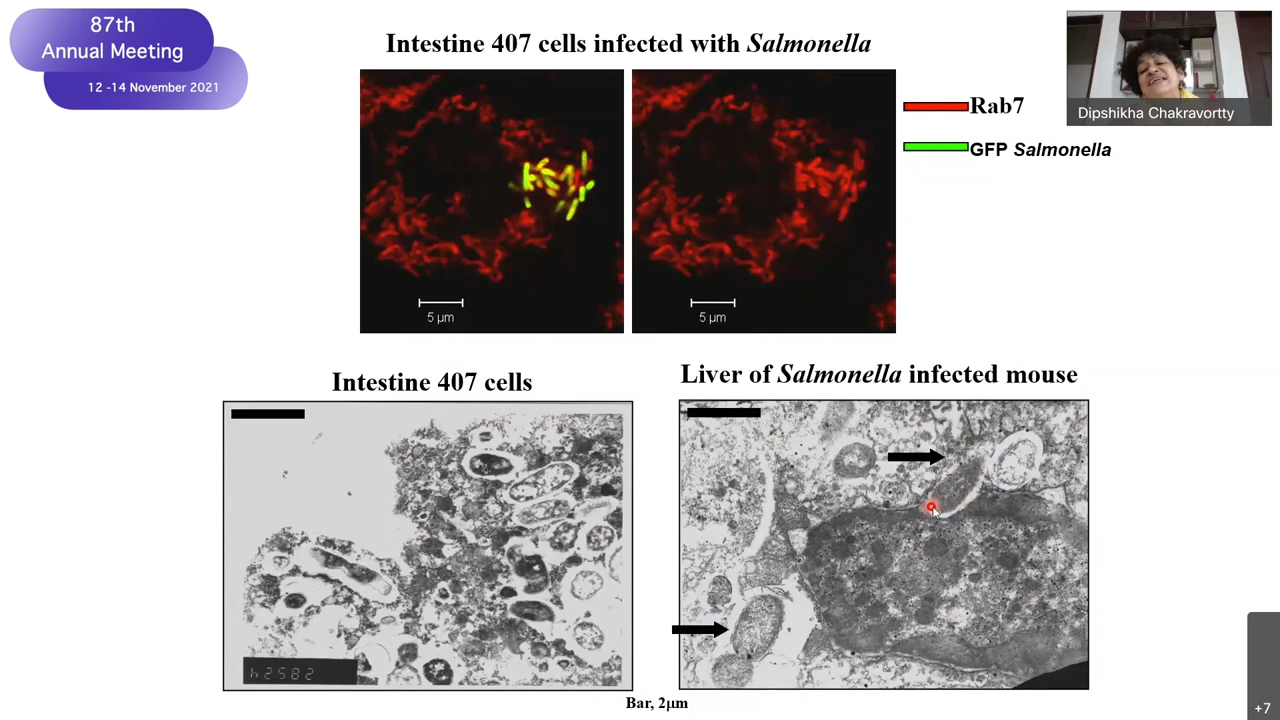 87th
Annual Meeting
12 -14 November 2021
Intestine 407 cells infected with Salmonella
Rab7
GFP Salmonella
Dipshikha Chakravortty
5 µm
5 µm
Intestine 407 cells
Liver of Salmonella infected mouse
h2582
Bar, 2µm
+7